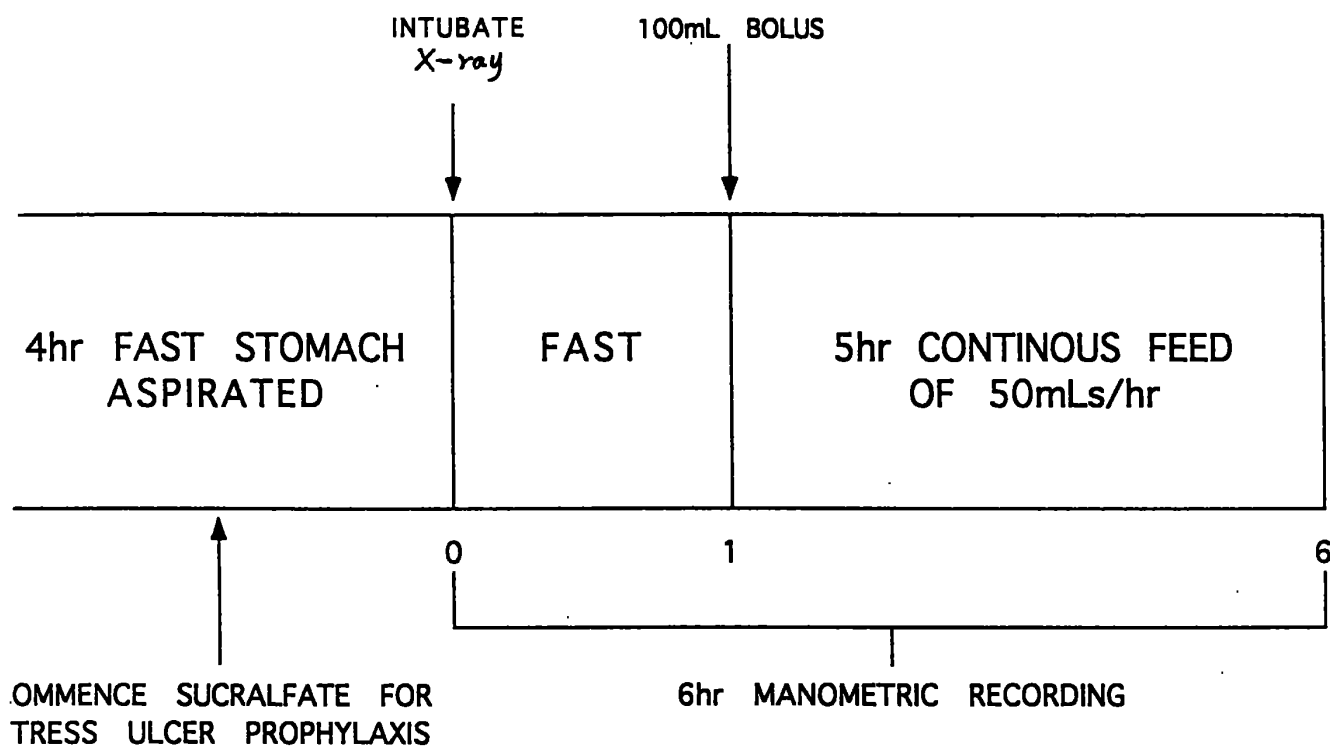 INTUBATE
X-ray
100mL BOLUS
4hr FAST STOMACH
ASPIRATED
FAST
5hr CONTINOUS FEED
OF 50mLs/hr
0
1
6
OMMENCE SUCRALFATE FOR
TRESS ULCER PROPHYLAXIS
6hr MANOMETRIC RECORDING